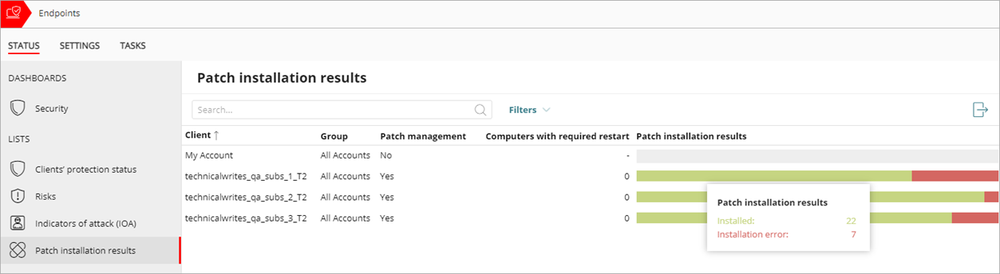 Endpoints
STATUS SETTINGS TASKS
DASHBOARDS
Security
LISTS
Clients' protection status
Risks
Indicators of attack (IOA)
Patch installation results
Patch installation results
Search...
Filters
Client Group Patch management Computers with required restart Patch installation results
My Account All Accounts No -
technicalwrites_qa_subs_1_T2 All Accounts Yes 0
technicalwrites_qa_subs_2_T2 All Accounts Yes 0
technicalwrites_qa_subs_3_T2 All Accounts Yes 0
Patch installation results
Installed: 22
Installation error: 7